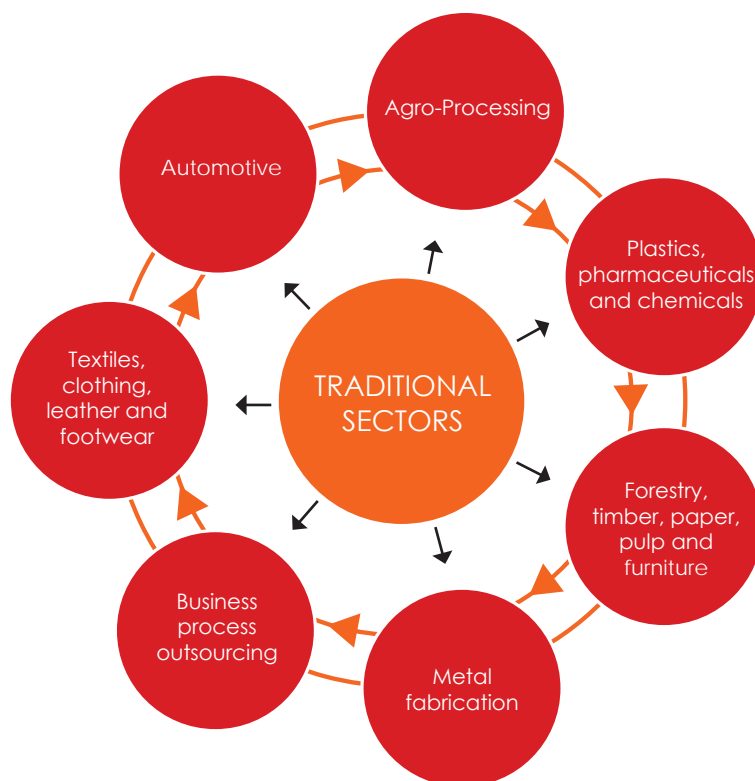 Agro-Processing
Automotive
Plastics,
pharmaceuticals
and chemicals
Textiles,
clothing,
leather and
footwear
TRADITIONAL
SECTORS
Forestry,
timber, paper,
pulp and
furniture
Business
process
outsourcing
Metal
fabrication